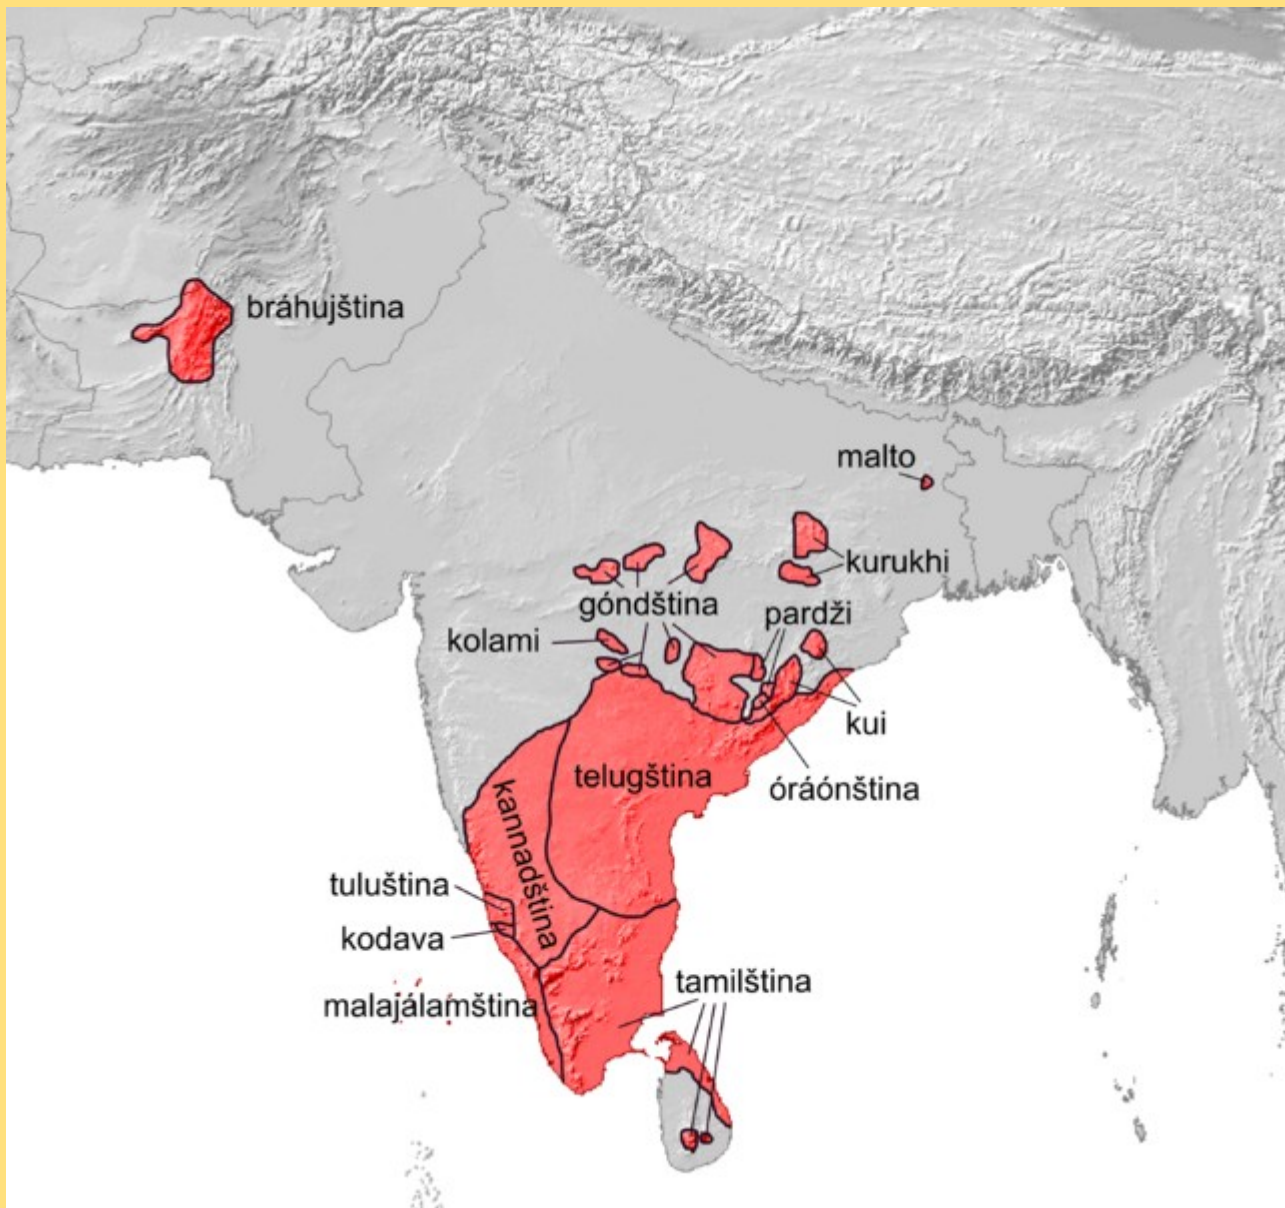 bráhujština
malto
kurukhi
góndština
pardži
kolami
kui
telugština
óráónština
kannadština
tuluština
kodava
tamilština
malajálamština